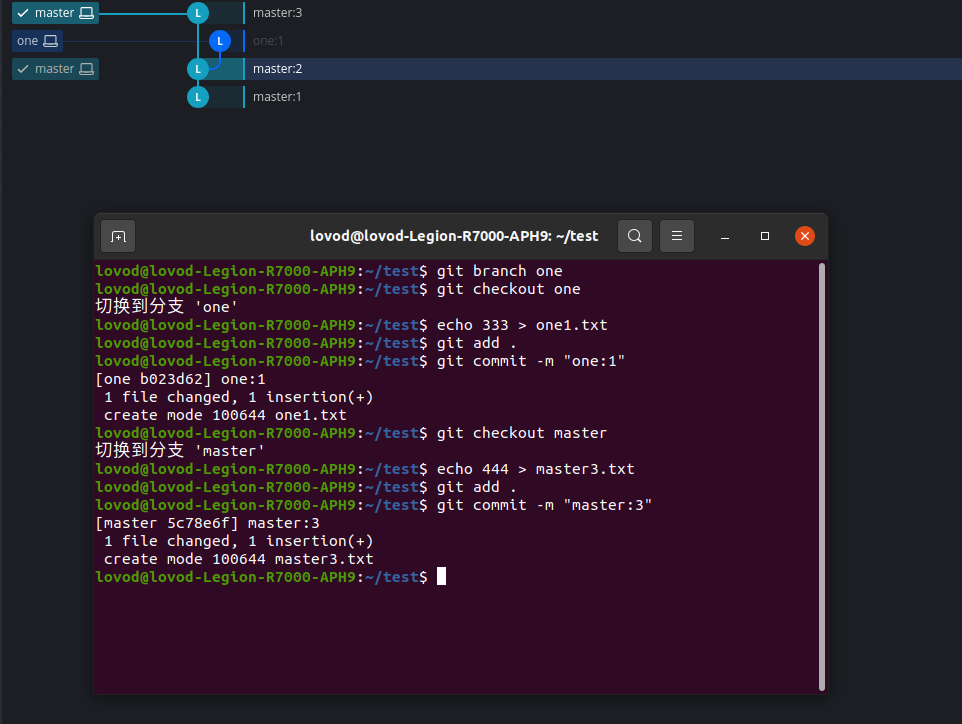 master
L
master:3
one
L
one:1
master
L
master:2
L
master:1
lovod@lovod-Legion-R7000-APH9: ~/test
lovod@lovod-Legion-R7000-APH9:~/test$ git branch one
lovod@lovod-Legion-R7000-APH9:~/test$ git checkout one
切换到分支 'one'
lovod@lovod-Legion-R7000-APH9:~/test$ echo 333 > one1.txt
lovod@lovod-Legion-R7000-APH9:~/test$ git add .
lovod@lovod-Legion-R7000-APH9:~/test$ git commit -m "one:1"
[one b023d62] one:1
 1 file changed, 1 insertion(+)
 create mode 100644 one1.txt
lovod@lovod-Legion-R7000-APH9:~/test$ git checkout master
切换到分支 'master'
lovod@lovod-Legion-R7000-APH9:~/test$ echo 444 > master3.txt
lovod@lovod-Legion-R7000-APH9:~/test$ git add .
lovod@lovod-Legion-R7000-APH9:~/test$ git commit -m "master:3"
[master 5c78e6f] master:3
 1 file changed, 1 insertion(+)
 create mode 100644 master3.txt
lovod@lovod-Legion-R7000-APH9:~/test$